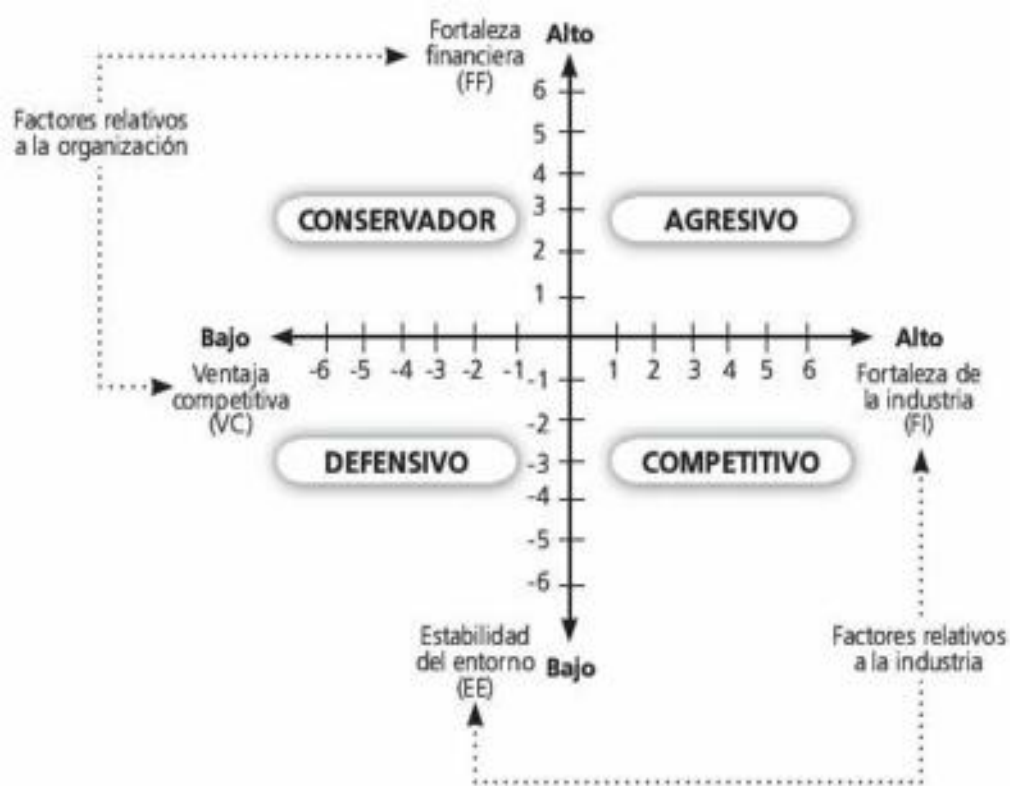 Fortaleza
financiera
(FF)
Alto
Factores relativos
a la organización
6
5
4
3
2
1
CONSERVADOR
AGRESIVO
Bajo
Alto
-6 -5 -4 -3 -2 -1
1 2 3 4 5 6
Ventaja
competitiva
(VC)
Fortaleza de
la industria
(FI)
-1
-2
-3
-4
-5
-6
DEFENSIVO
COMPETITIVO
Estabilidad
del entorno
(EE)
Bajo
Factores relativos
a la industria